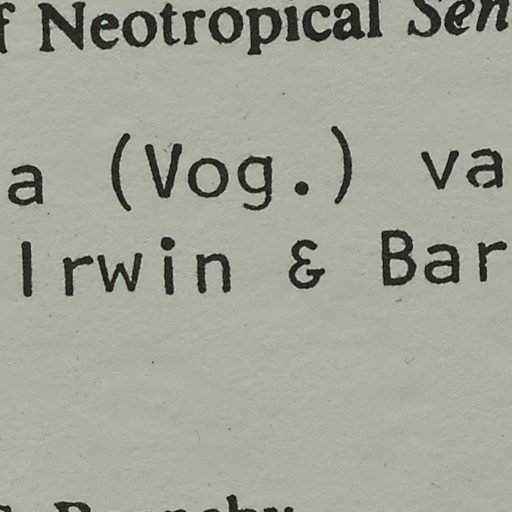 f Neotropical Sen
a (Vog.) va
Irwin & Bar